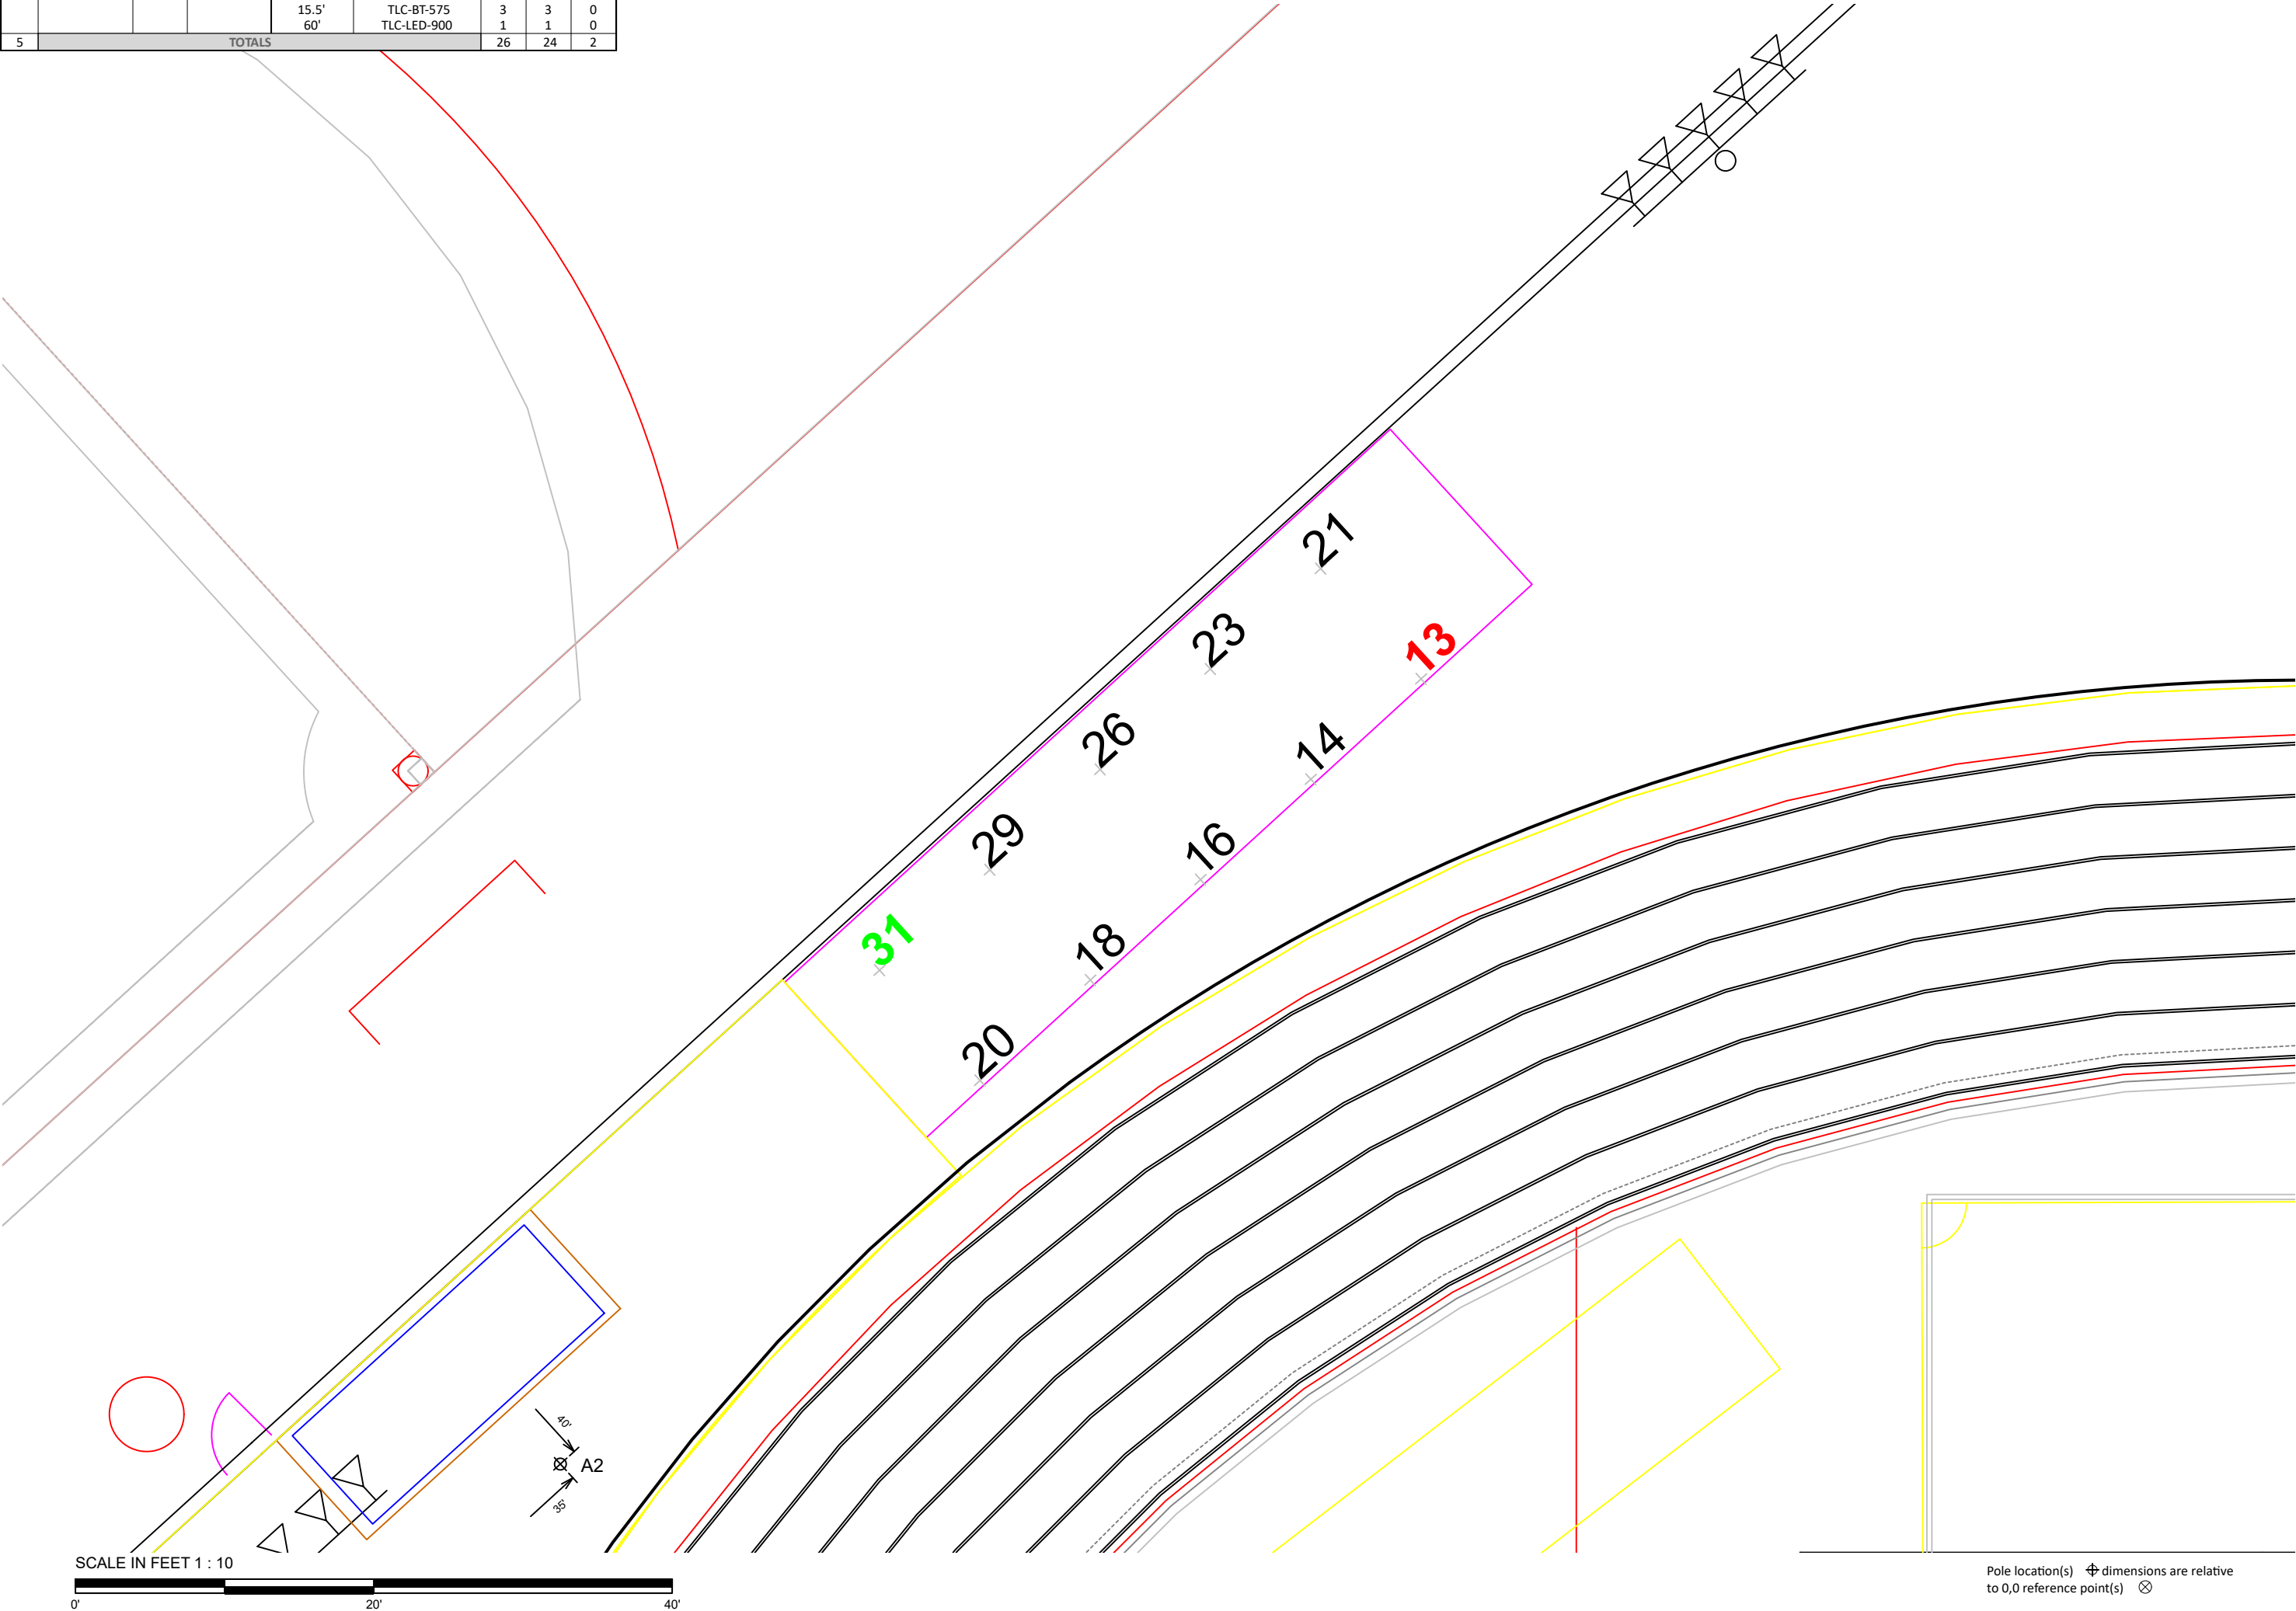 15.5' TLC-BT-575 3 3 0
60' TLC-LED-900 1 1 0
5 TOTALS 26 24 2
21
23
13
26
14
29
16
31
18
20
40'
A2
35'
SCALE IN FEET 1 : 10
0' 20' 40'
Pole location(s) dimensions are relative
to 0,0 reference point(s)